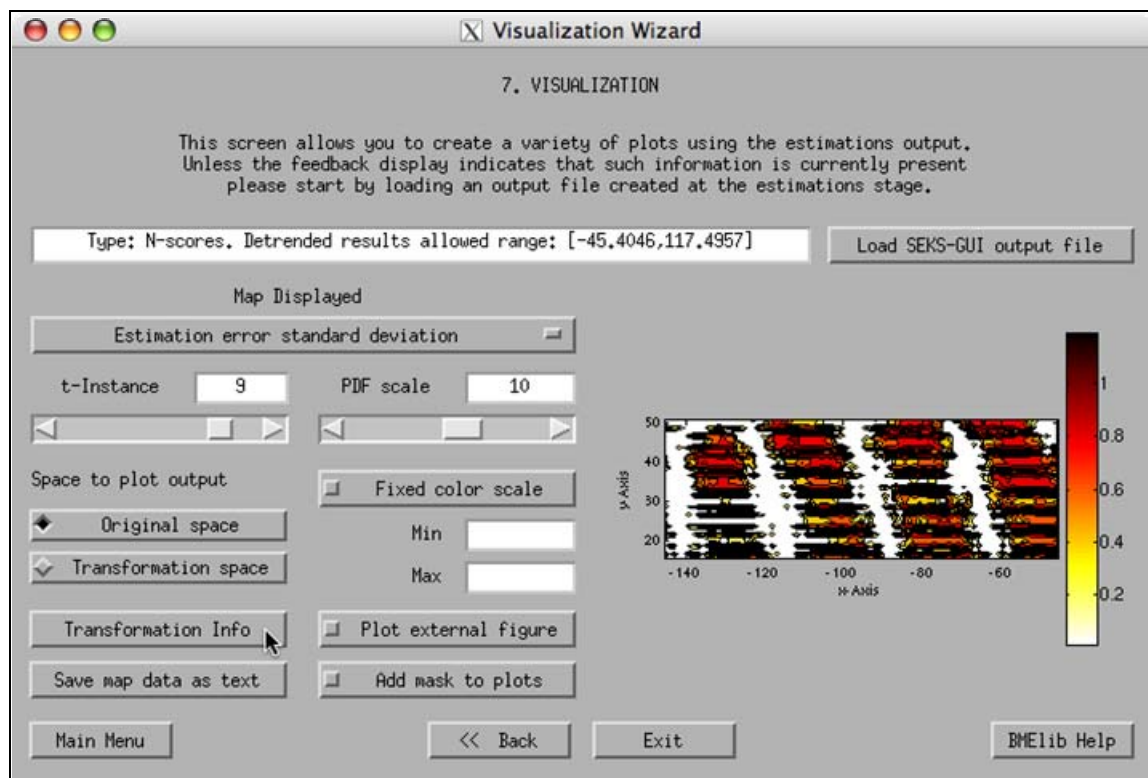 X Visualization Wizard
7. VISUALIZATION
This screen allows you to create a variety of plots using the estimations output.
Unless the feedback display indicates that such information is currently present
please start by loading an output file created at the estimations stage.
Type: N-scores. Detrended results allowed range: [-45.4046,117.4957]
Load SEKS-GUI output file
Map Displayed
Estimation error standard deviation
t-Instance 9 PDF scale 10
Space to plot output
Original space
Transformation space
Fixed color scale
Min
Max
Transformation Info
Plot external figure
Save map data as text
Add mask to plots
50
40
30
20
y-Axis
-140 -120 -100 -80 -60
x-Axis
1
0.8
0.6
0.4
0.2
Main Menu
<< Back
Exit
BMElib Help